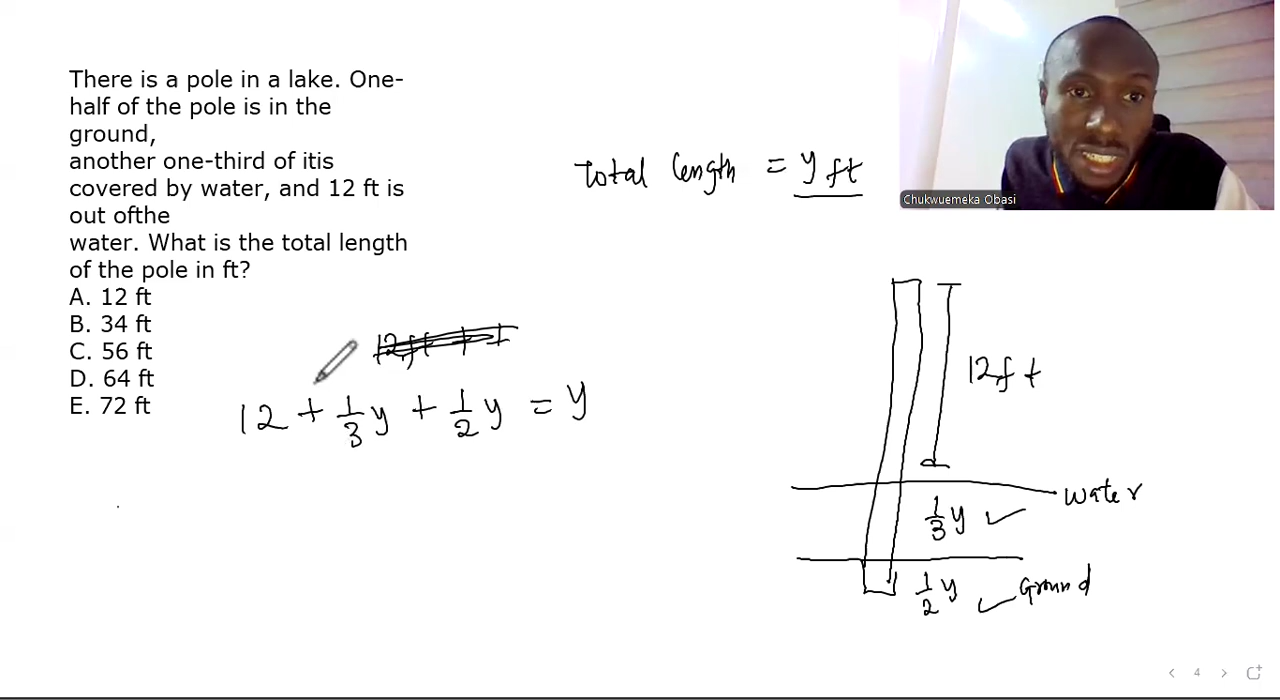 There is a pole in a lake. One-
half of the pole is in the
ground,
another one-third of itis
covered by water, and 12 ft is
out ofthe
water. What is the total length
of the pole in ft?
A. 12 ft
B. 34 ft
C. 56 ft
D. 64 ft
E. 72 ft
Total length = y ft
Chukwuemeka Obasi
12ft +
12 + 1/3 y + 1/2 y = y
12ft
water
1/3 y ✓
1/2 y ✓ Ground
4